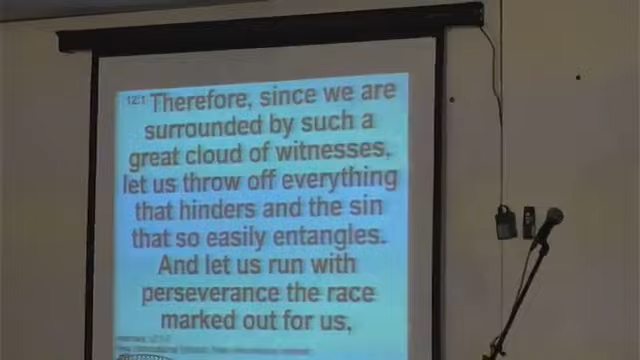 12:1 Therefore, since we are
surrounded by such a
great cloud of witnesses,
let us throw off everything
that hinders and the sin
that so easily entangles.
And let us run with
perseverance the race
marked out for us,